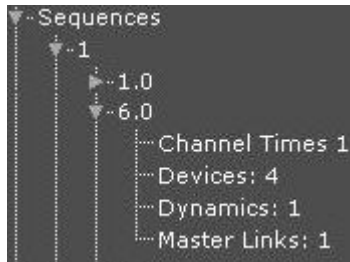 Sequences
1
1.0
6.0
Channel Times 1
Devices: 4
Dynamics: 1
Master Links: 1